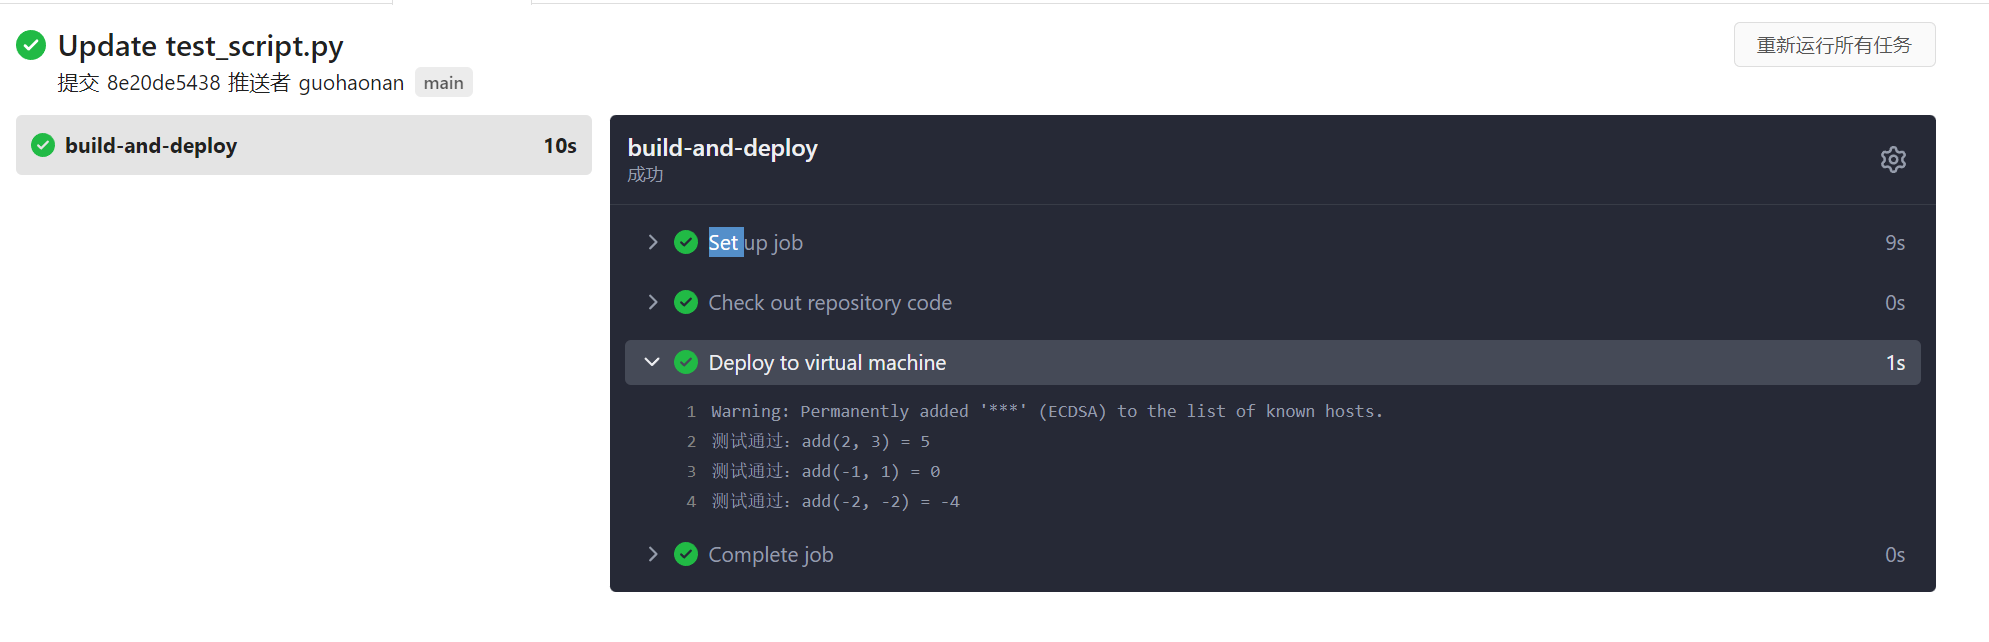 Update test_script.py
重新运行所有任务
提交 8e20de5438 推送者 guohaonan main
build-and-deploy 10s
build-and-deploy
成功
Set up job 9s
Check out repository code 0s
Deploy to virtual machine 1s
1 Warning: Permanently added '***' (ECDSA) to the list of known hosts.
2 测试通过：add(2, 3) = 5
3 测试通过：add(-1, 1) = 0
4 测试通过：add(-2, -2) = -4
Complete job 0s